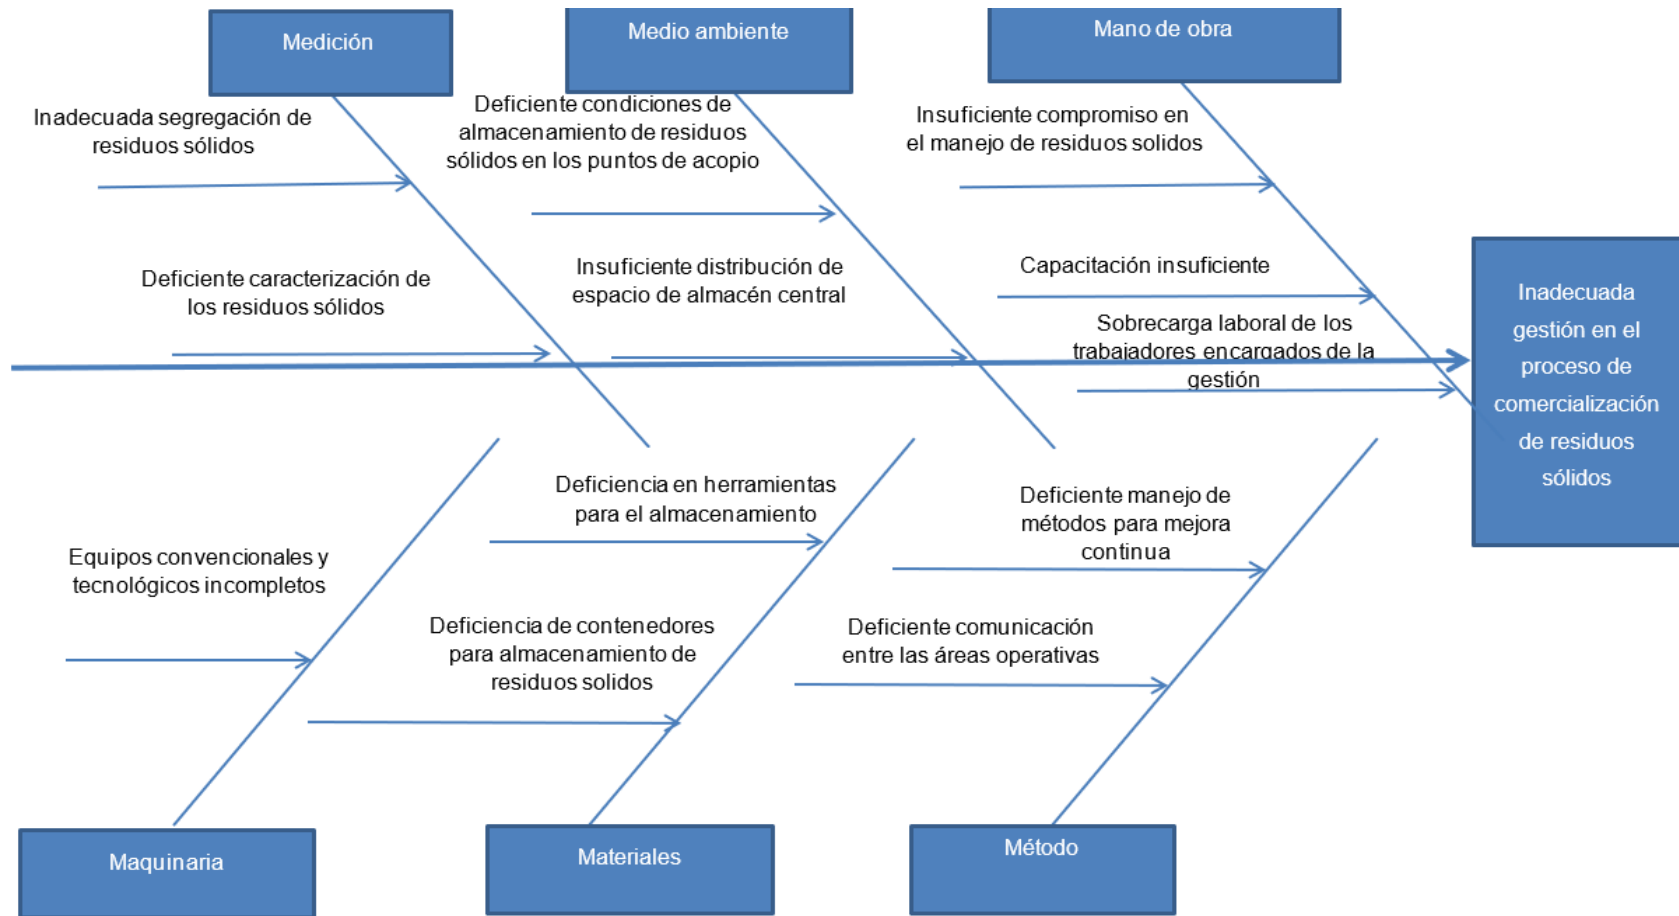 Medición
Medio ambiente
Mano de obra
Inadecuada segregación de
residuos sólidos
Deficiente condiciones de
almacenamiento de residuos
sólidos en los puntos de acopio
Insuficiente compromiso en
el manejo de residuos solidos
Deficiente caracterización de
los residuos sólidos
Insuficiente distribución de
espacio de almacén central
Capacitación insuficiente
Sobrecarga laboral de los
trabajadores encargados de la
gestión
Inadecuada
gestión en el
proceso de
comercialización
de residuos
sólidos
Equipos convencionales y
tecnológicos incompletos
Deficiencia en herramientas
para el almacenamiento
Deficiencia de contenedores
para almacenamiento de
residuos solidos
Deficiente manejo de
métodos para mejora
continua
Deficiente comunicación
entre las áreas operativas
Maquinaria
Materiales
Método